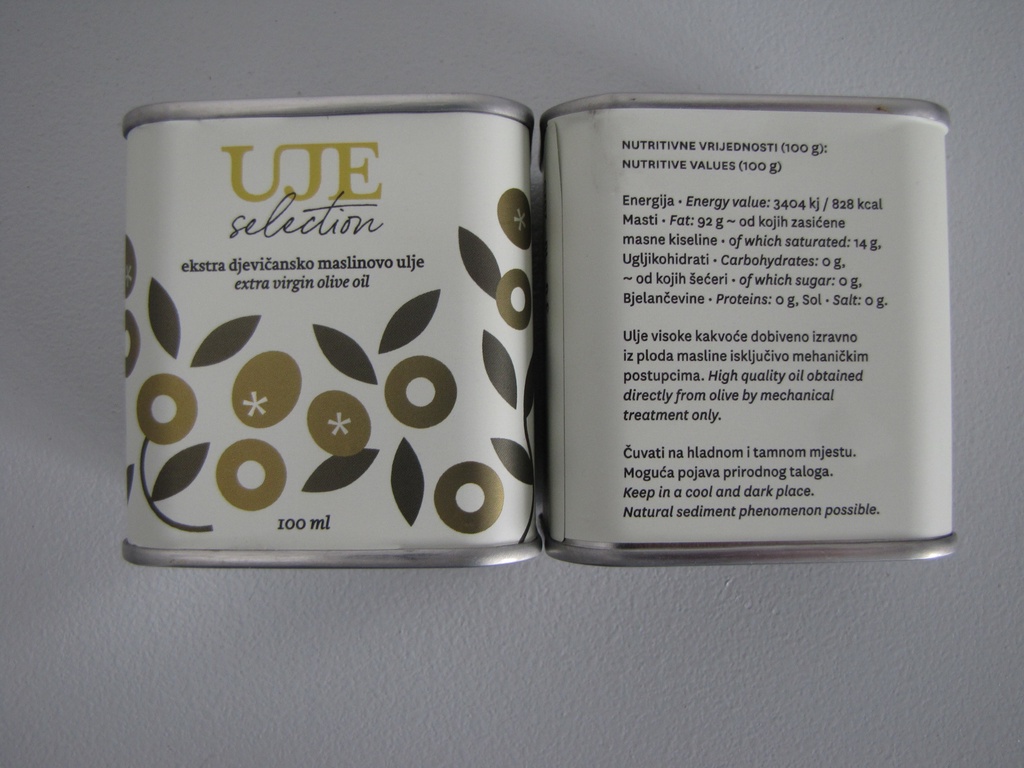 UJE
selection
ekstra djevičansko maslinovo ulje
extra virgin olive oil
100 ml
NUTRITIVNE VRIJEDNOSTI (100 g):
NUTRITIVE VALUES (100 g)
Energija • Energy value: 3404 kj / 828 kcal
Masti • Fat: 92 g ~ od kojih zasićene
masne kiseline • of which saturated: 14 g,
Ugljikohidrati • Carbohydrates: 0 g,
~ od kojih šećeri • of which sugar: 0 g,
Bjelančevine • Proteins: 0 g, Sol • Salt: 0 g.
Ulje visoke kakvoće dobiveno izravno
iz ploda masline isključivo mehaničkim
postupcima. High quality oil obtained
directly from olive by mechanical
treatment only.
Čuvati na hladnom i tamnom mjestu.
Moguća pojava prirodnog taloga.
Keep in a cool and dark place.
Natural sediment phenomenon possible.